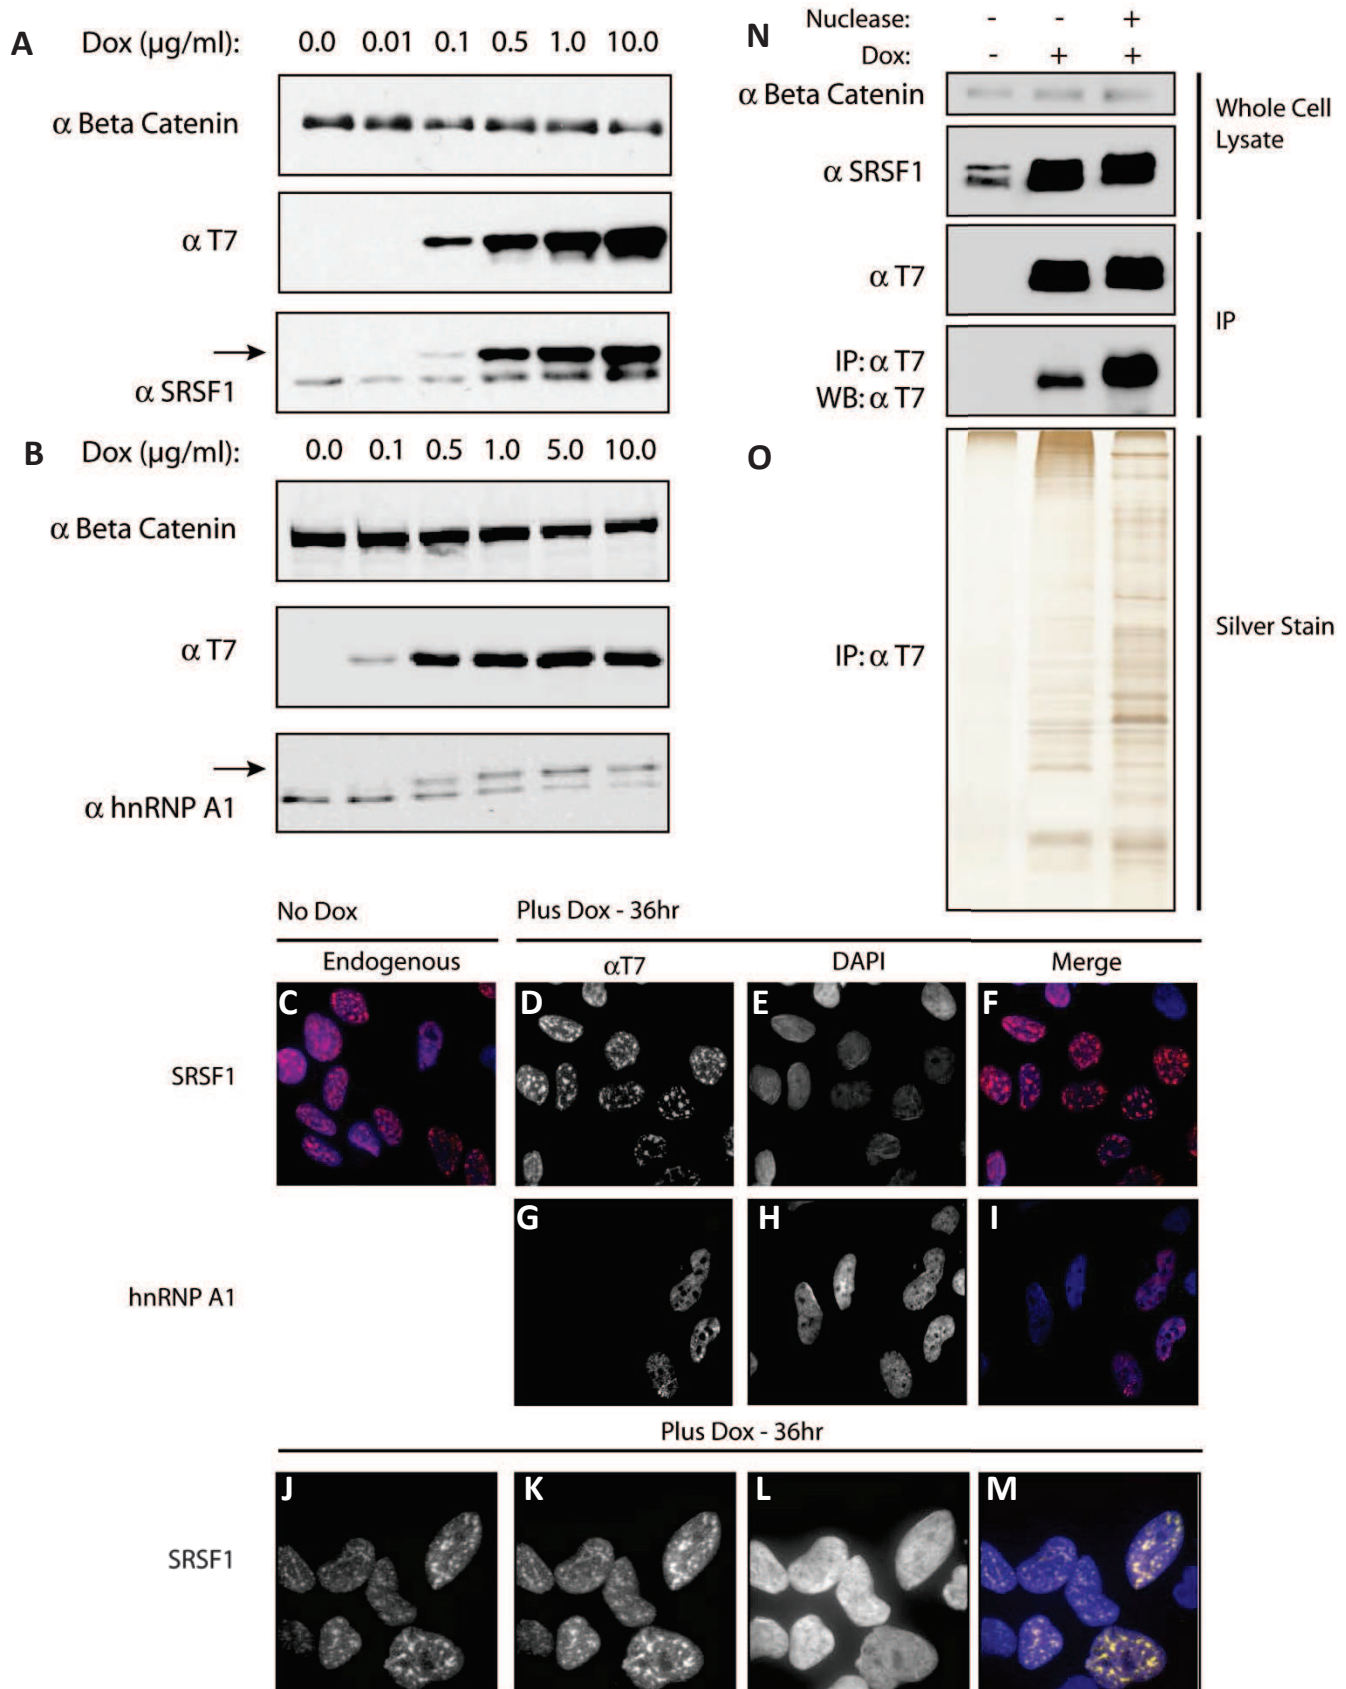 A
Dox (μg/ml): 0.0 0.01 0.1 0.5 1.0 10.0
α Beta Catenin
α T7
α SRSF1
B
Dox (μg/ml): 0.0 0.1 0.5 1.0 5.0 10.0
α Beta Catenin
α T7
α hnRNP A1
N
Nuclease: - - +
Dox: - + +
α Beta Catenin
α SRSF1
Whole Cell
Lysate
α T7
IP: α T7
WB: α T7
IP
O
IP: α T7
Silver Stain
No Dox
Plus Dox - 36hr
Endogenous
αT7
DAPI
Merge
SRSF1
C
D
E
F
hnRNP A1
G
H
I
Plus Dox - 36hr
SRSF1
J
K
L
M